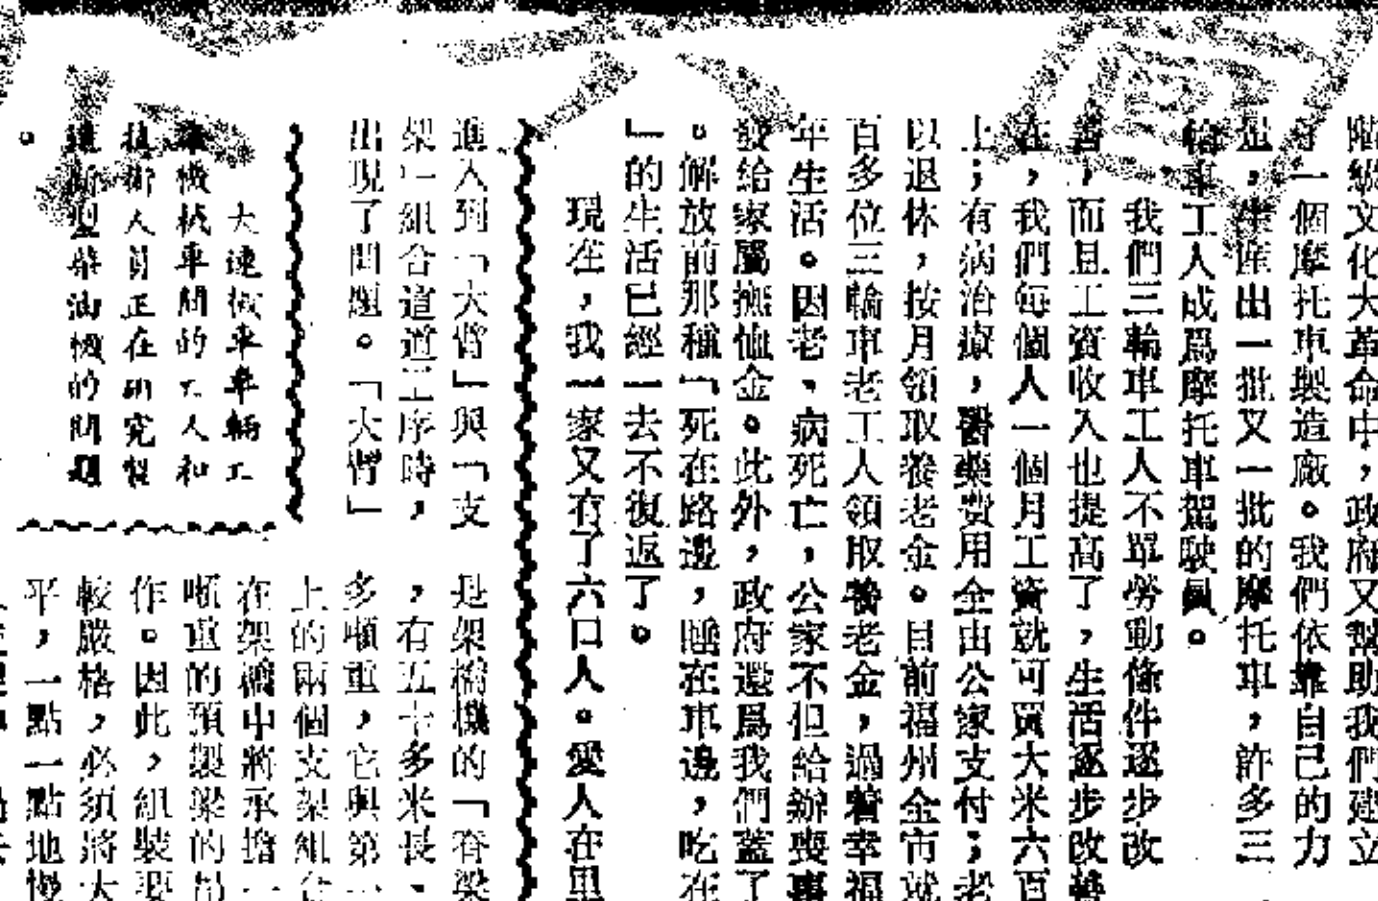 階級文化大革命中，政府又幫助我們建立
了一個摩托車製造廠。我們依靠自己的力
量，生產出一批又一批的摩托車，許多三
輪車工人成爲摩托車駕駛員。
我們三輪車工人不單勞動條件逐步改
善，而且工資收入也提高了，生活逐步改善
在，我們每個人一個月工資就可買大米六百
上；有病治療，醫藥費用全由公家支付；老
以退休，按月領取養老金。目前福州全市就
百多位三輪車老工人領取養老金，過着幸福
年生活。因老、病死亡，公家不但給辦喪事
發給家屬撫恤金。此外，政府還爲我們蓋了
。解放前那種「死在路邊，睡在車邊，吃在
」的生活已經一去不復返了。
現在，我一家又有了六口人。愛人在里
進入到「大臂」與「支
架」組合這道工序時，
出現了問題。「大臂」
大連機車車輛工
機械車間的工人和
技術人員正在研究製
造新型柴油機的問題
。
是架橋機的「脊梁
，有五十多米長、
多噸重，它與第一
上的兩個支架組合
在架橋中將承擔一
噸重的預製梁的吊
作。因此，組裝要
較嚴格，必須將大
平，一點一點地慢